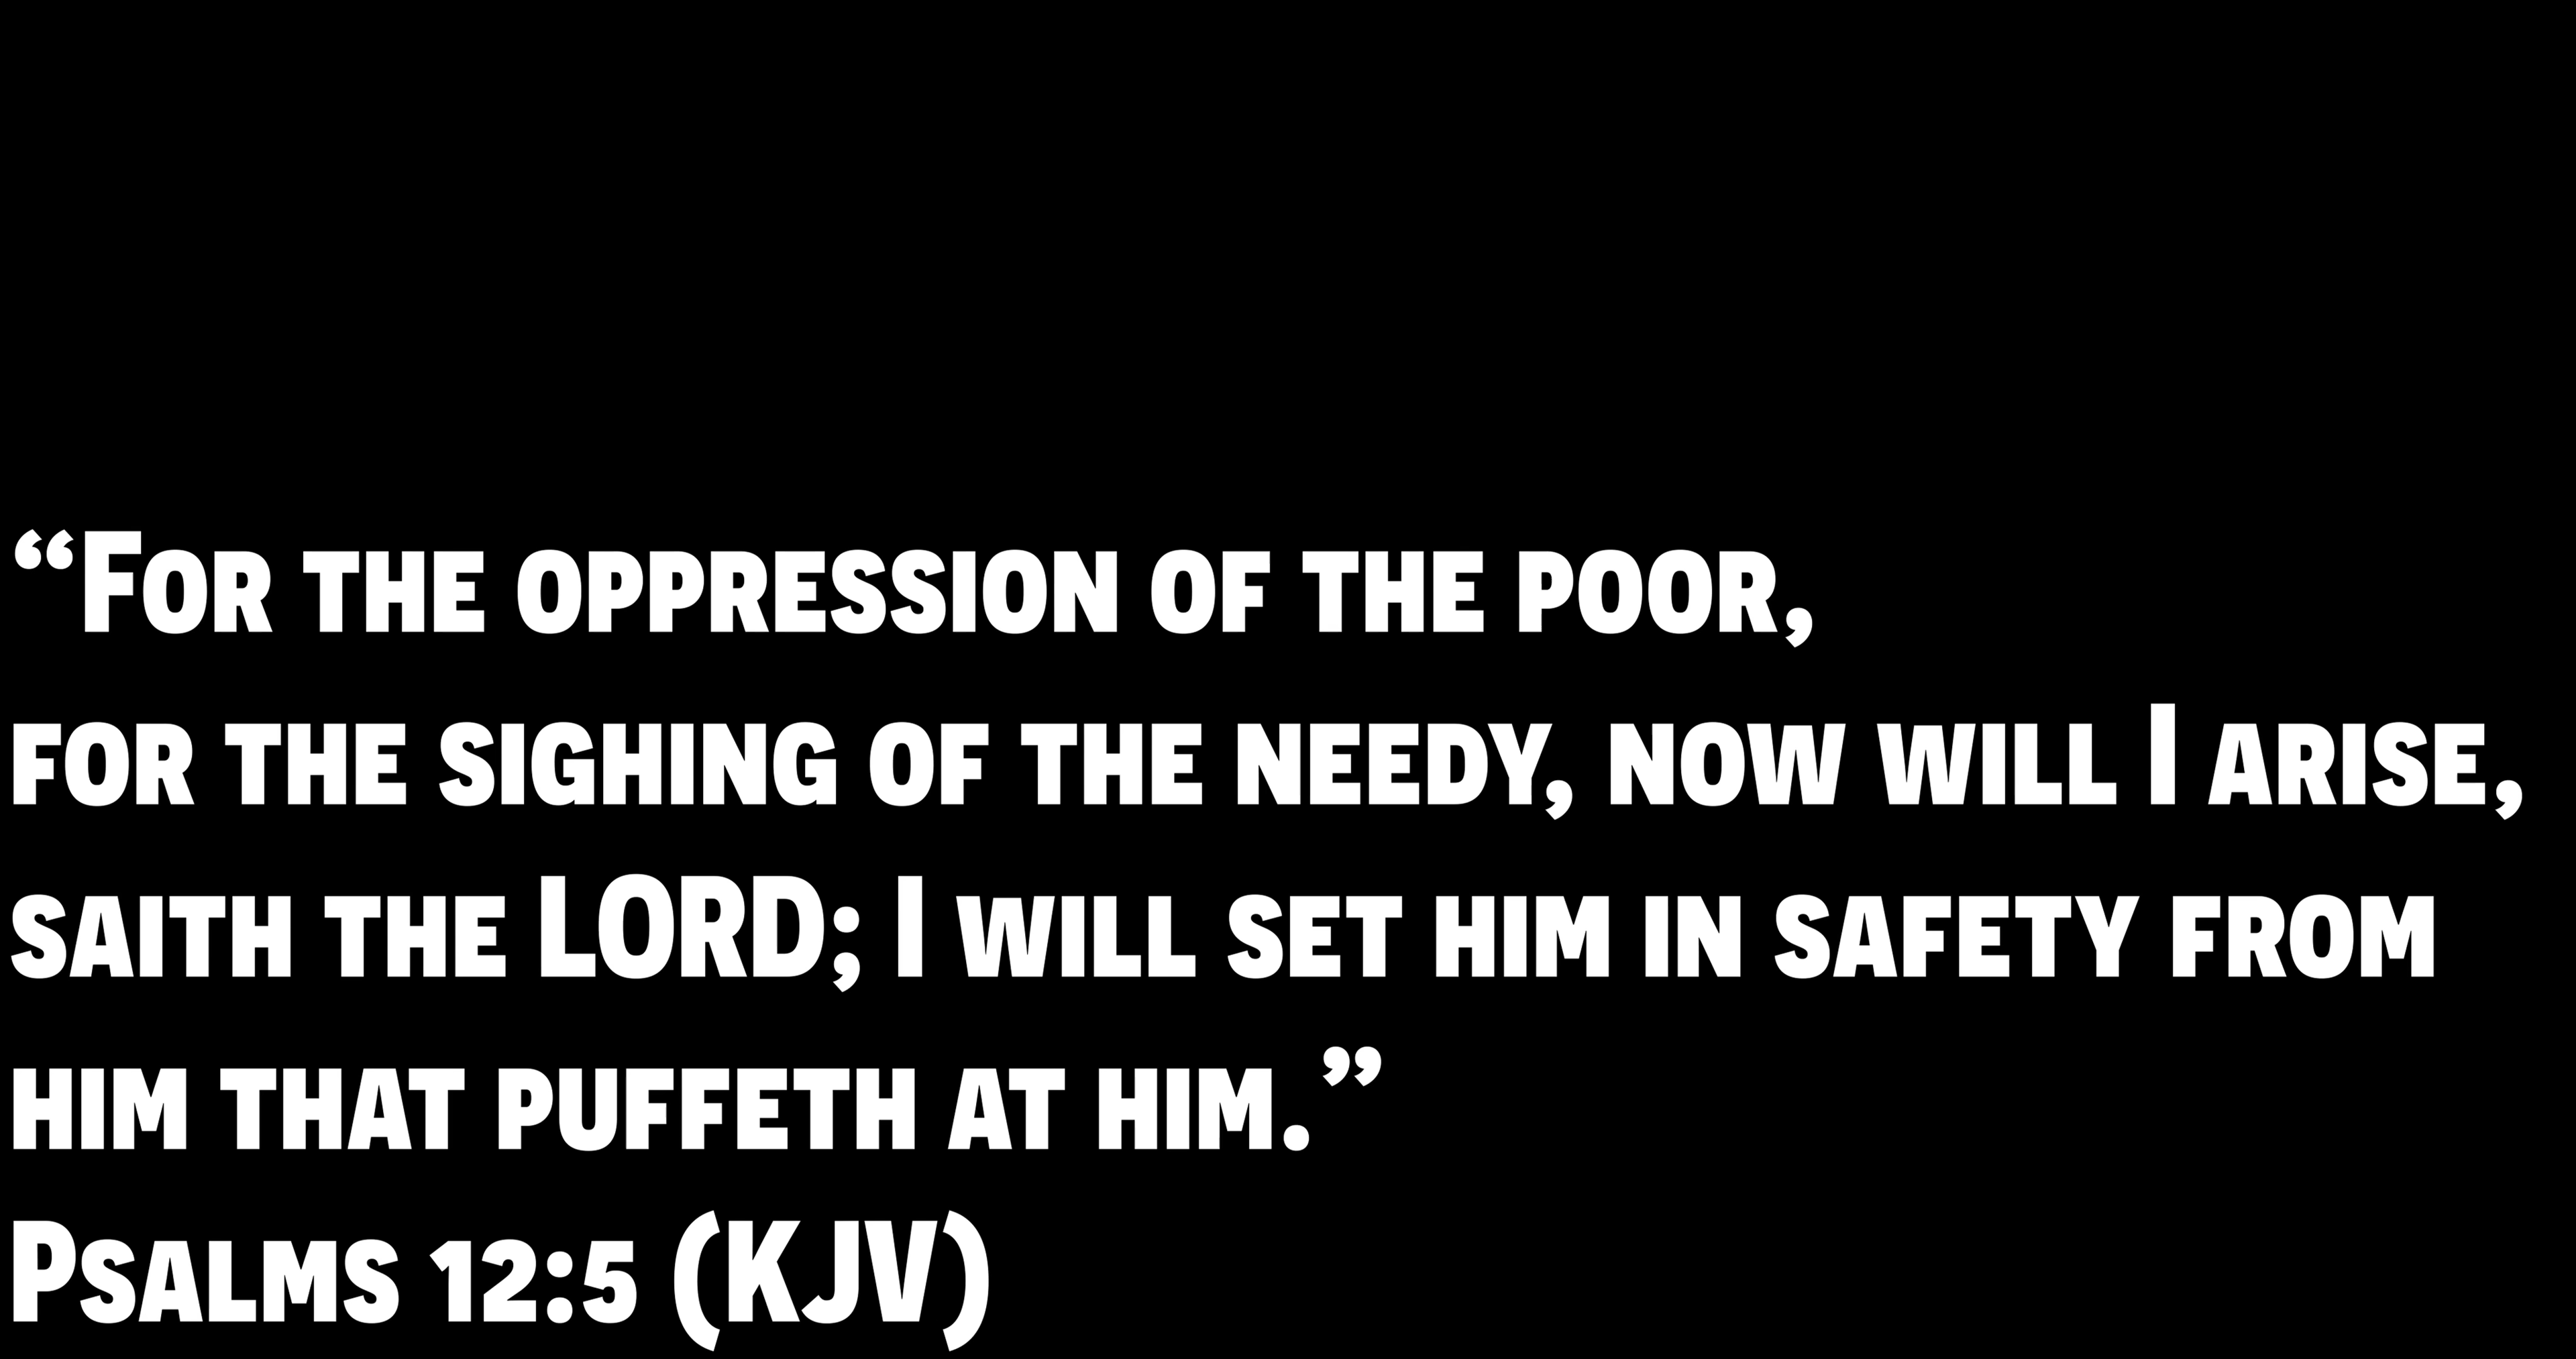 “For the oppression of the poor,
for the sighing of the needy, now will I arise,
saith the LORD; I will set him in safety from
him that puffeth at him.”
Psalms 12:5 (KJV)